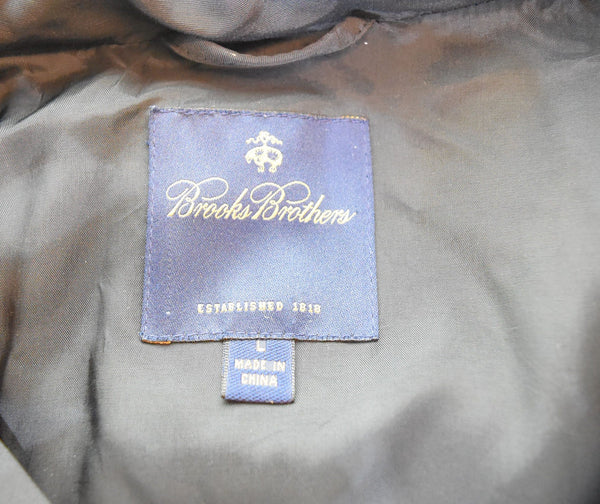 Brooks Brothers
ESTABLISHED 1818
L
MADE IN
CHINA